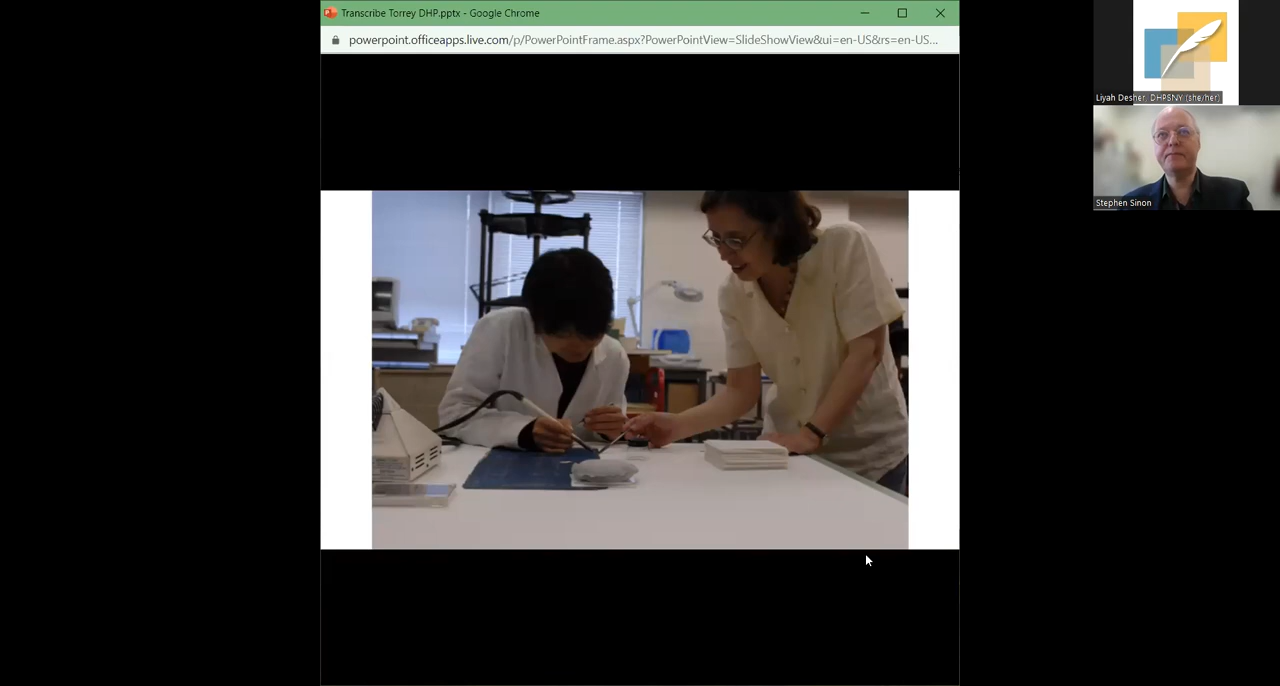 Transcribe Torrey DHP.pptx - Google Chrome
powerpoint.officeapps.live.com/p/PowerPointFrame.aspx?PowerPointView=SlideShowView&ui=en-US&rs=en-US...
Liyah Desher, DHPSNY (she/her)
Stephen Sinon